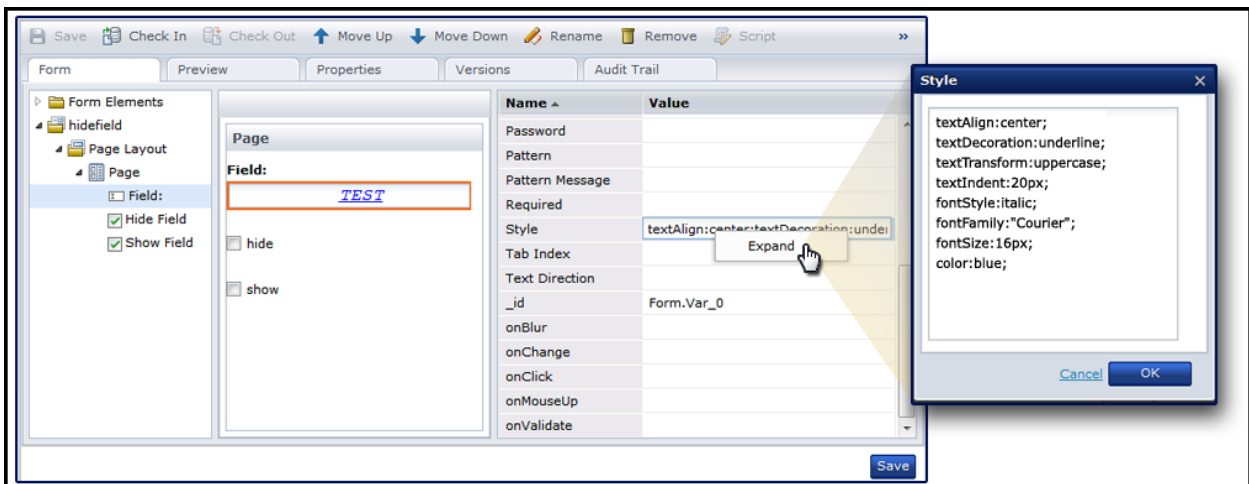 Save Check In Check Out Move Up Move Down Rename Remove Script »
Form Preview Properties Versions Audit Trail
Form Elements
hidefield
Page Layout
Page
Field:
Hide Field
Show Field
Page
Field:
TEST
hide
show
Name Value
Password
Pattern
Pattern Message
Required
Style textAlign:center;textDecoration:under
Expand
Tab Index
Text Direction
_id Form.Var_0
onBlur
onChange
onClick
onMouseUp
onValidate
Save
Style
textAlign:center;
textDecoration:underline;
textTransform:uppercase;
textIndent:20px;
fontStyle:italic;
fontFamily:"Courier";
fontSize:16px;
color:blue;
Cancel OK